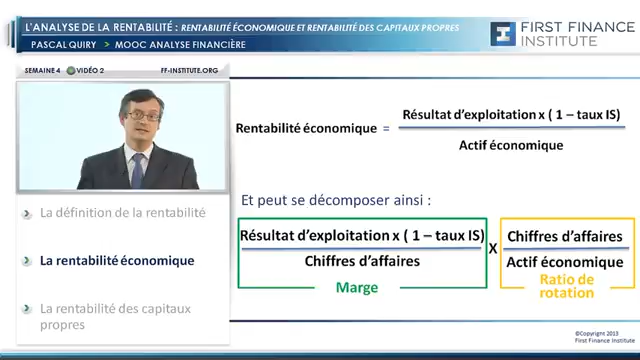 L'ANALYSE DE LA RENTABILITÉ : RENTABILITÉ ÉCONOMIQUE ET RENTABILITÉ DES CAPITAUX PROPRES
PASCAL QUIRY > MOOC ANALYSE FINANCIÈRE
FIRST FINANCE
INSTITUTE
SEMAINE 4 VIDÉO 2
FF-INSTITUTE.ORG
La définition de la rentabilité
La rentabilité économique
La rentabilité des capitaux
propres
Rentabilité économique =
Résultat d'exploitation x ( 1 – taux IS)
Actif économique
Et peut se décomposer ainsi :
Résultat d'exploitation x ( 1 – taux IS)
Chiffres d'affaires
Marge
X
Chiffres d'affaires
Actif économique
Ratio de
rotation
©Copyright 2013
First Finance Institute